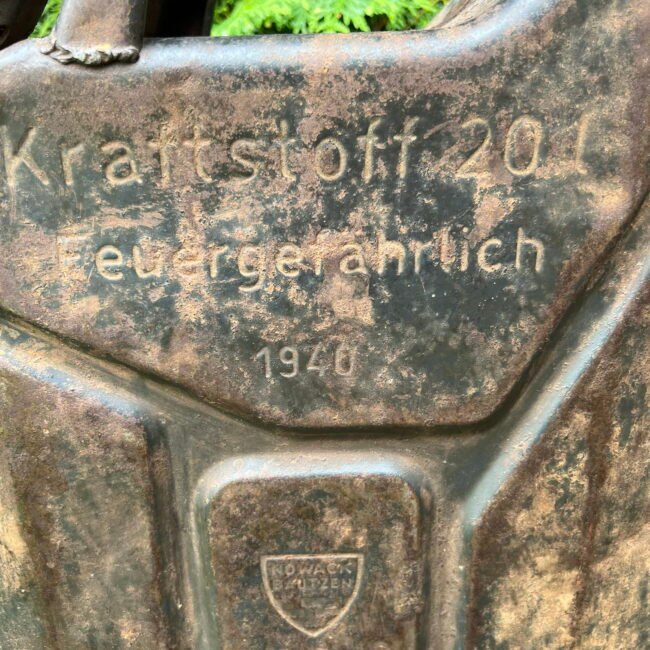 Kraftstoff 20 l
Feuergefährlich
1940
NOWACK
BAUTZEN